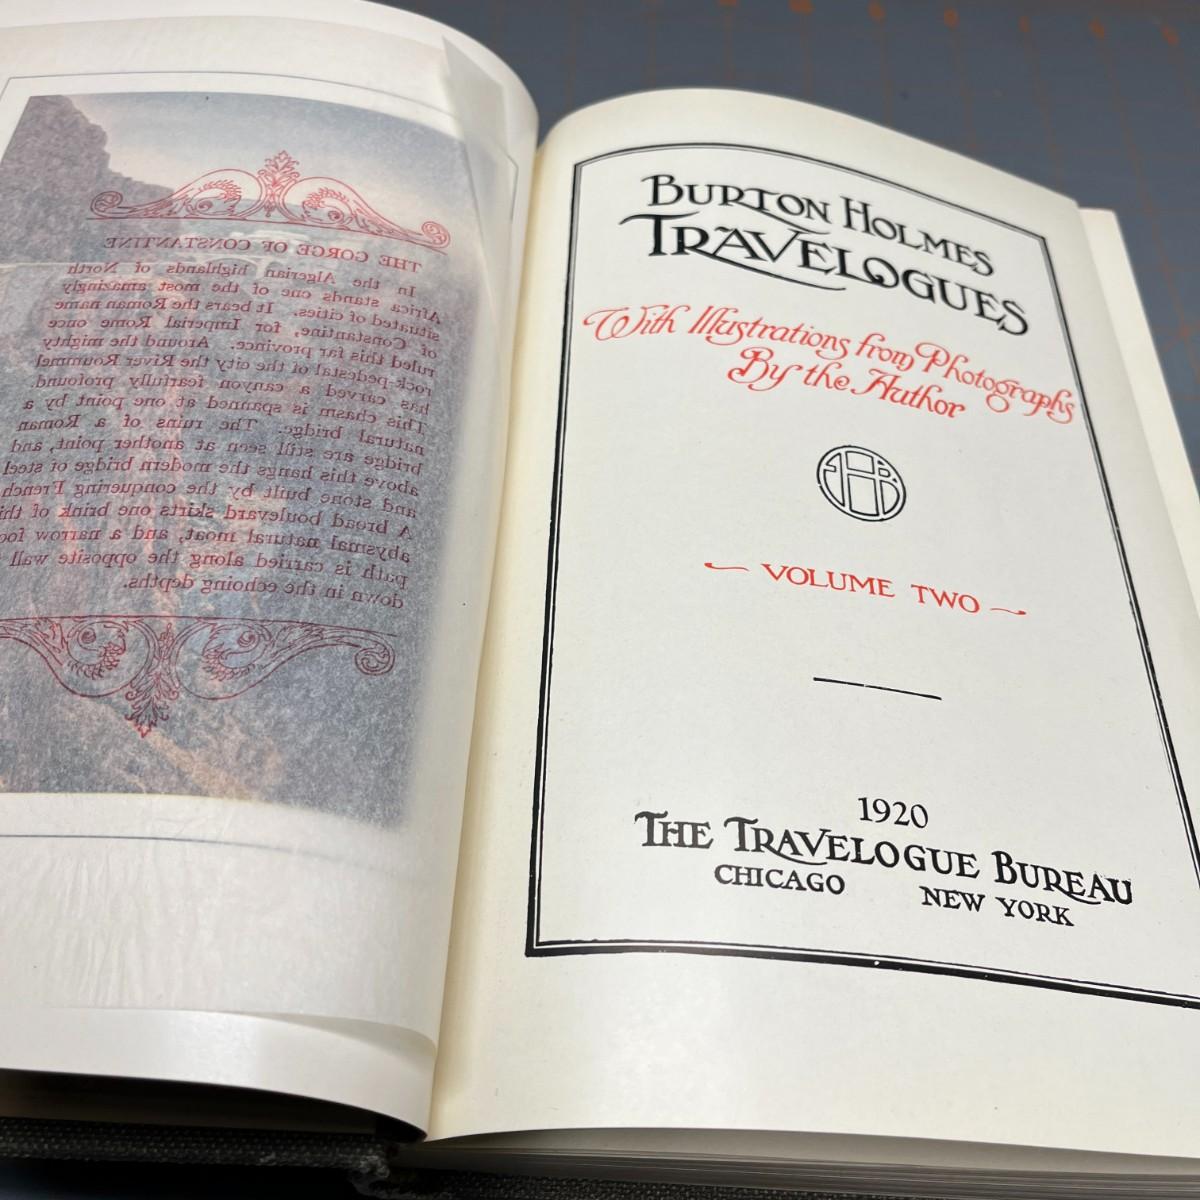 THE GORGE OF CONSTANTINE
In the Algerian highlands of North
Africa stands one of the most amazingly
situated of cities. It bears the Roman name
of Constantine, for Imperial Rome once
ruled this far province. Around the mighty
rock-pedestal of the city the River Roummel
has carved a canyon fearfully profound.
This chasm is spanned at one point by a
natural bridge. The ruins of a Roman
bridge are still seen at another point, and
above this hangs the modern bridge of steel
and stone built by the conquering French
A broad boulevard skirts one brink of
abysmal natural moat, and a narrow
path is carried along the opposite wall
down in the echoing depths.
BURTON HOLMES
TRAVELOGUES
With Illustrations from Photographs
By the Author
VOLUME TWO
1920
THE TRAVELOGUE BUREAU
CHICAGO NEW YORK